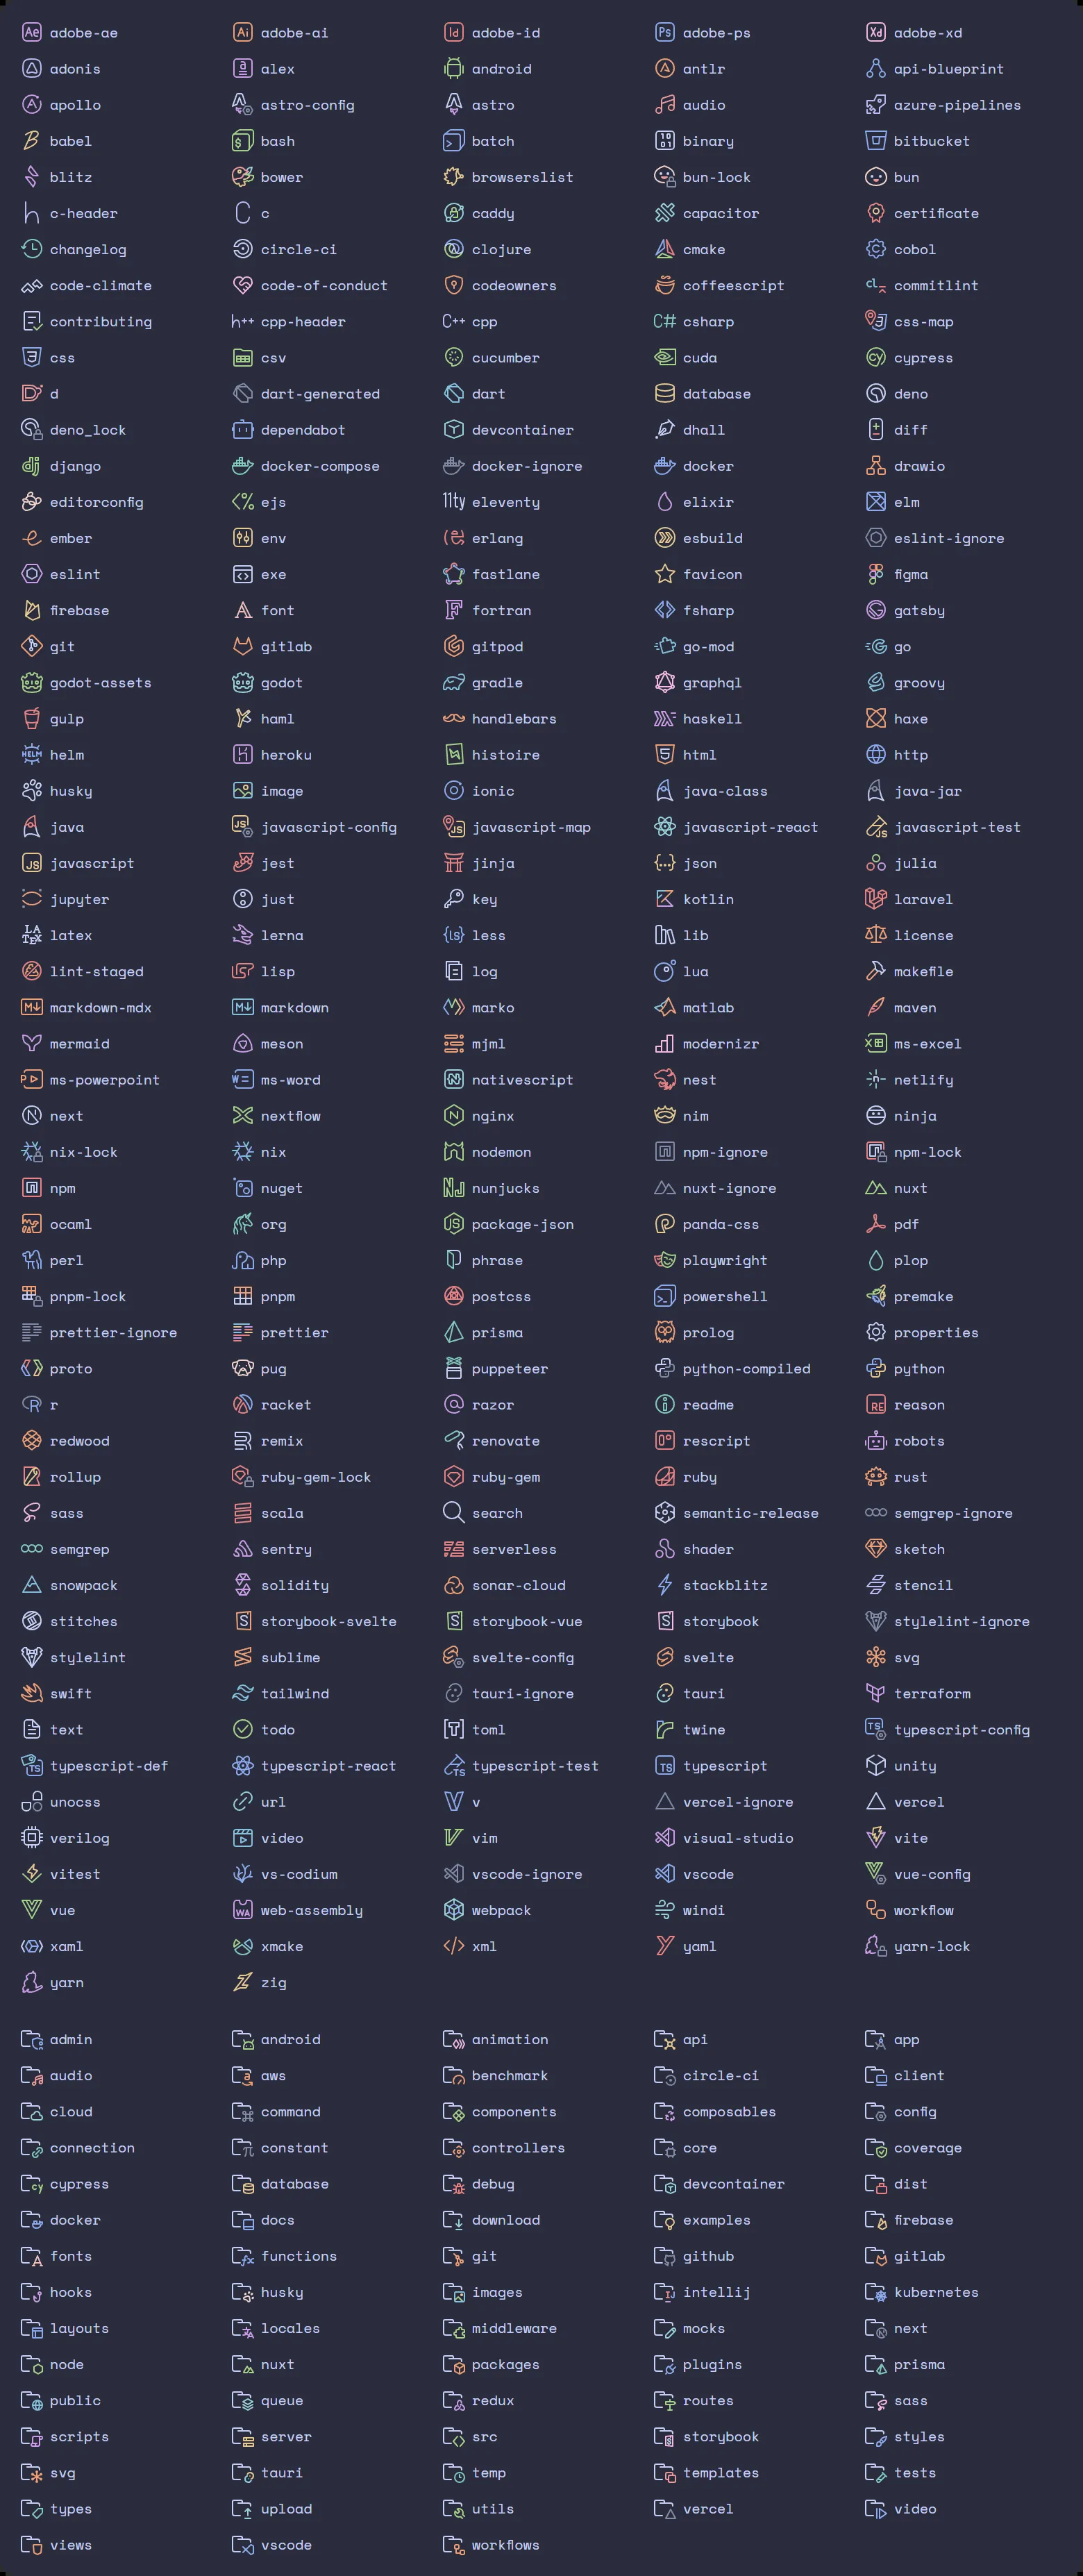 adobe-ae adobe-ai adobe-id adobe-ps adobe-xd
adonis alex android antlr api-blueprint
apollo astro-config astro audio azure-pipelines
babel bash batch binary bitbucket
blitz bower browserslist bun-lock bun
c-header c caddy capacitor certificate
changelog circle-ci clojure cmake cobol
code-climate code-of-conduct codeowners coffeescript commitlint
contributing cpp-header cpp csharp css-map
css csv cucumber cuda cypress
d dart-generated dart database deno
deno_lock dependabot devcontainer dhall diff
django docker-compose docker-ignore docker drawio
editorconfig ejs eleventy elixir elm
ember env erlang esbuild eslint-ignore
eslint exe fastlane favicon figma
firebase font fortran fsharp gatsby
git gitlab gitpod go-mod go
godot-assets godot gradle graphql groovy
gulp haml handlebars haskell haxe
helm heroku histoire html http
husky image ionic java-class java-jar
java javascript-config javascript-map javascript-react javascript-test
javascript jest jinja json julia
jupyter just key kotlin laravel
latex lerna less lib license
lint-staged lisp log lua makefile
markdown-mdx markdown marko matlab maven
mermaid meson mjml modernizr ms-excel
ms-powerpoint ms-word nativescript nest netlify
next nextflow nginx nim ninja
nix-lock nix nodemon npm-ignore npm-lock
npm nuget nunjucks nuxt-ignore nuxt
ocaml org package-json panda-css pdf
perl php phrase playwright plop
pnpm-lock pnpm postcss powershell premake
prettier-ignore prettier prisma prolog properties
proto pug puppeteer python-compiled python
r racket razor readme reason
redwood remix renovate rescript robots
rollup ruby-gem-lock ruby-gem ruby rust
sass scala search semantic-release semgrep-ignore
semgrep sentry serverless shader sketch
snowpack solidity sonar-cloud stackblitz stencil
stitches storybook-svelte storybook-vue storybook stylelint-ignore
stylelint sublime svelte-config svelte svg
swift tailwind tauri-ignore tauri terraform
text todo toml twine typescript-config
typescript-def typescript-react typescript-test typescript unity
unocss url v vercel-ignore vercel
verilog video vim visual-studio vite
vitest vs-codium vscode-ignore vscode vue-config
vue web-assembly webpack windi workflow
xaml xmake xml yaml yarn-lock
yarn zig
admin android animation api app
audio aws benchmark circle-ci client
cloud command components composables config
connection constant controllers core coverage
cypress database debug devcontainer dist
docker docs download examples firebase
fonts functions git github gitlab
hooks husky images intellij kubernetes
layouts locales middleware mocks next
node nuxt packages plugins prisma
public queue redux routes sass
scripts server src storybook styles
svg tauri temp templates tests
types upload utils vercel video
views vscode workflows